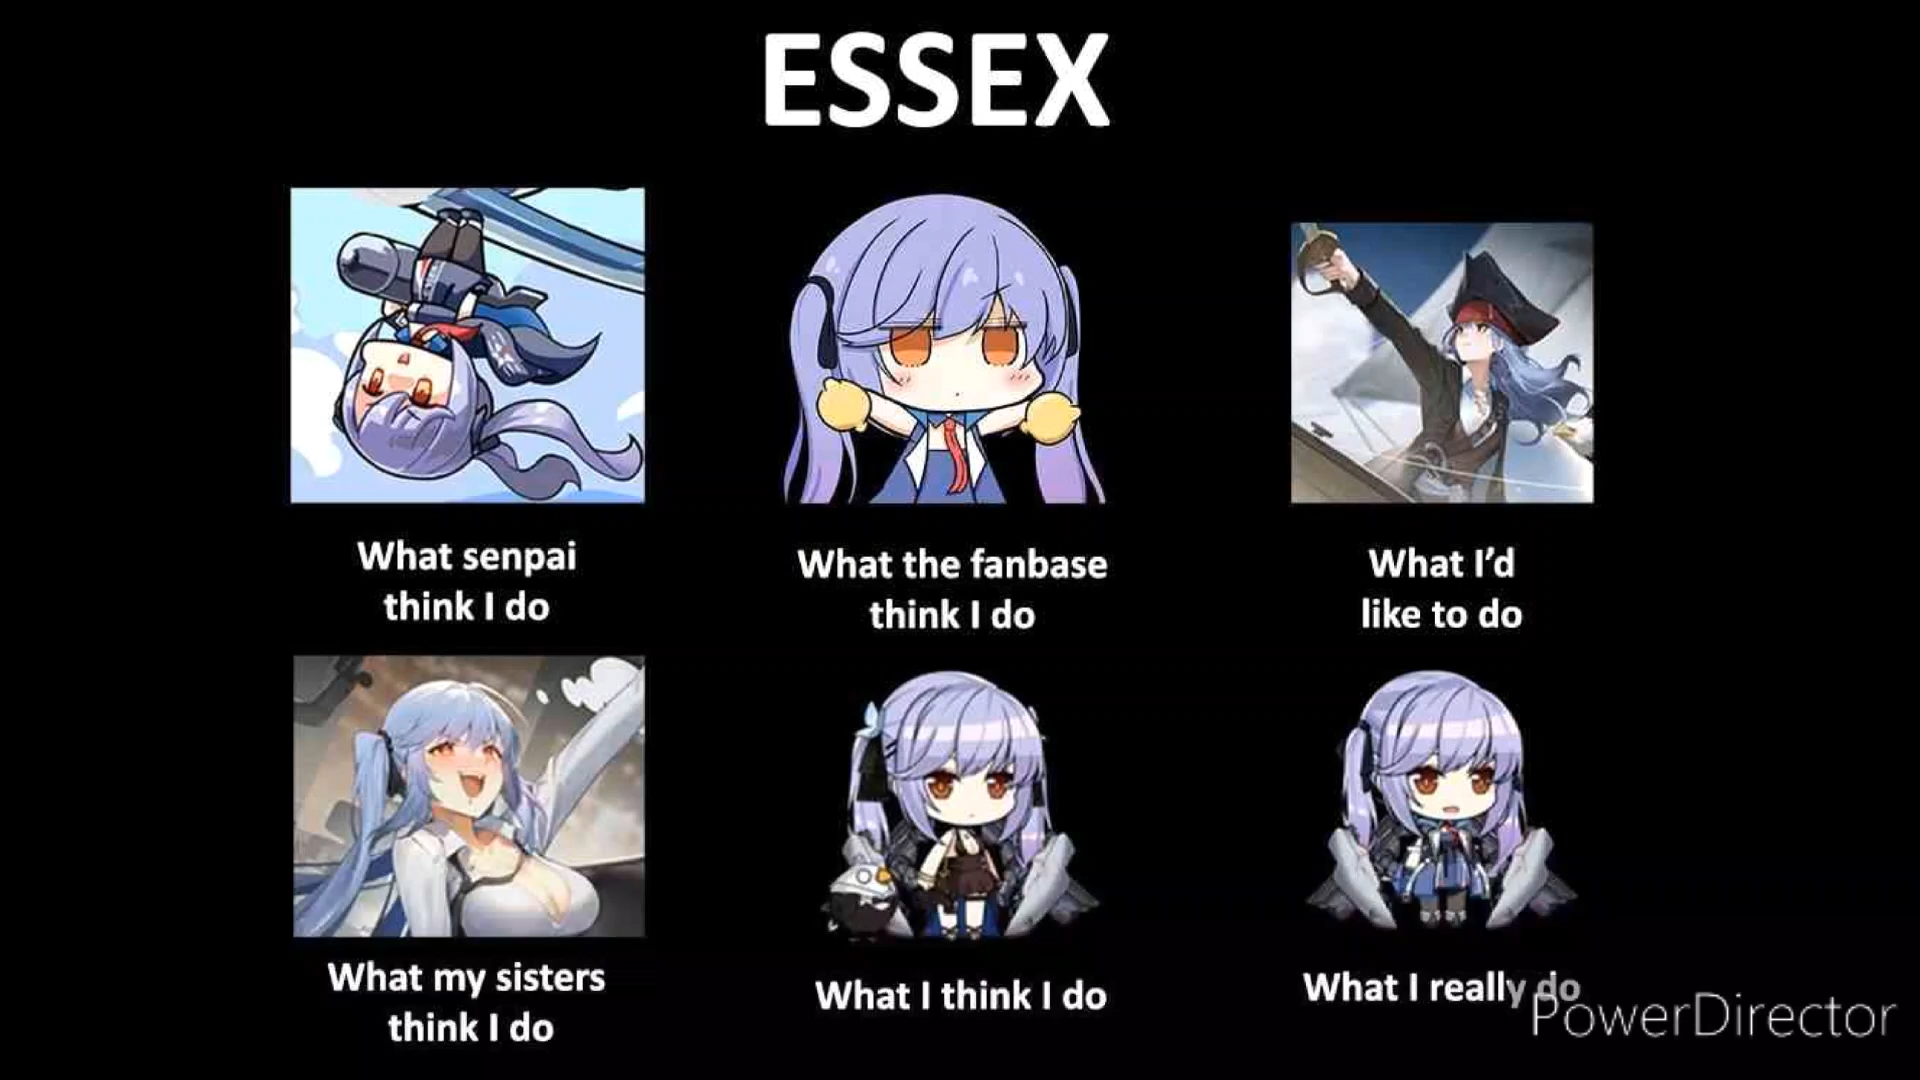 ESSEX
What senpai
think I do
What the fanbase
think I do
What I’d
like to do
What my sisters
think I do
What I think I do
What I really do
PowerDirector